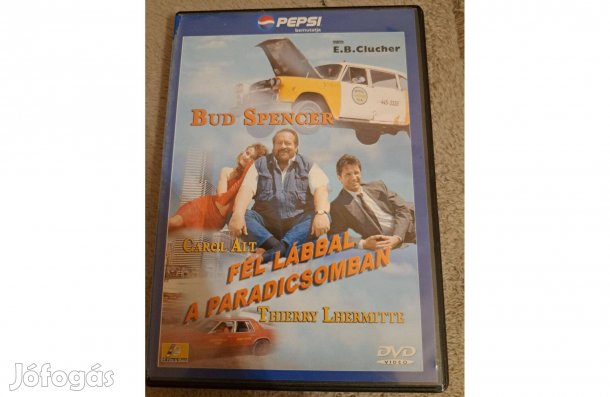 PEPSI
bemutatja
E.B.Clucher
BUD SPENCER
CAROL ALT
FÉL LÁBBAL
A PARADICSOMBAN
THIERRY LHERMITTE
DVD
VIDEO
Jófogás